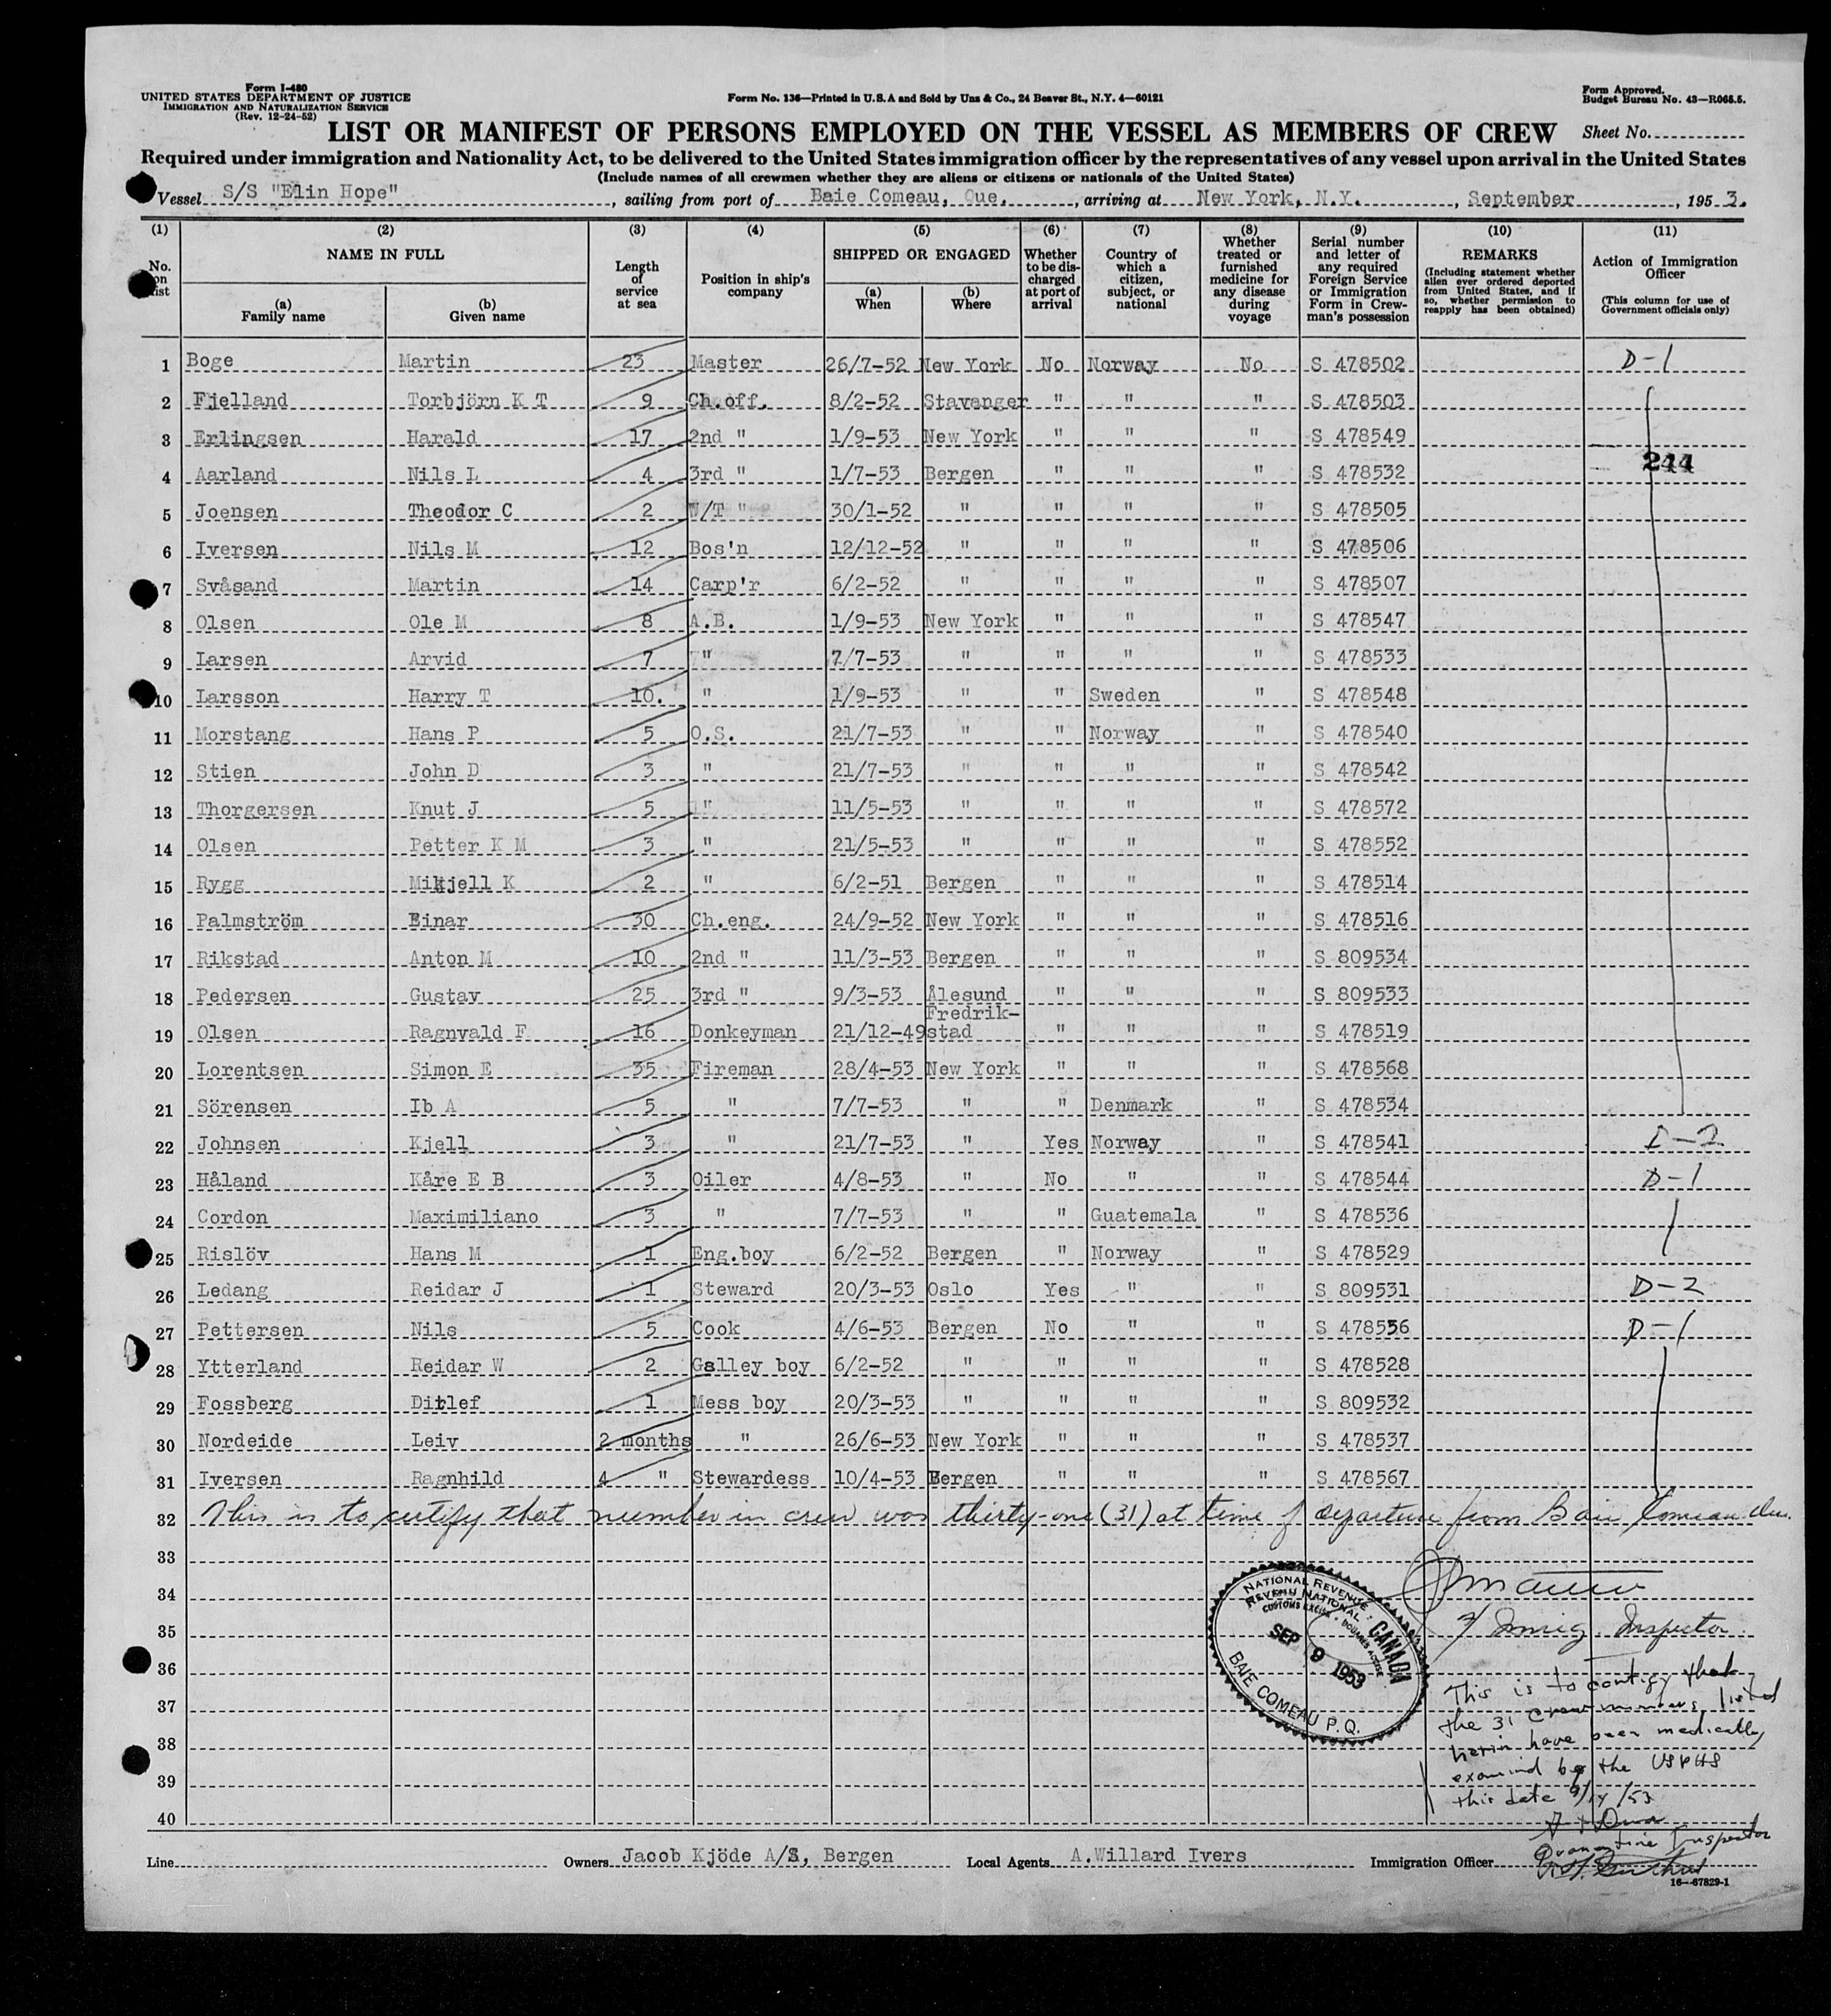 Form I-480
UNITED STATES DEPARTMENT OF JUSTICE
IMMIGRATION AND NATURALIZATION SERVICE
(Rev. 12-24-52)
Form No. 136—Printed in U.S.A and Sold by Unz & Co., 24 Beaver St., N.Y. 4—60121
Form Approved.
Budget Bureau No. 43—R065.5.
LIST OR MANIFEST OF PERSONS EMPLOYED ON THE VESSEL AS MEMBERS OF CREW Sheet No.
Required under immigration and Nationality Act, to be delivered to the United States immigration officer by the representatives of any vessel upon arrival in the United States
(Include names of all crewmen whether they are aliens or citizens or nationals of the United States)
Vessel S/S "Elin Hope", sailing from port of Baie Comeau, Que., arriving at New York, N.Y., September, 1953.
(1) No. on list
(2) NAME IN FULL
(a) Family name
(b) Given name
(3) Length of service at sea
(4) Position in ship's company
(5) SHIPPED OR ENGAGED
(a) When
(b) Where
(6) Whether to be discharged at port of arrival
(7) Country of which a citizen, subject, or national
(8) Whether treated or furnished medicine for any disease during voyage
(9) Serial number and letter of any required Foreign Service or Immigration Form in Crewman's possession
(10) REMARKS (Including statement whether alien ever ordered deported from United States, and if so, whether permission to reapply has been obtained)
(11) Action of Immigration Officer (This column for use of Government officials only)
1 Boge Martin 23 Master 26/7-52 New York No Norway No S 478502 D-1
2 Fjelland Torbjörn K T 9 Ch.off. 8/2-52 Stavanger " " " S 478503
3 Erlingsen Harald 17 2nd " 1/9-53 New York " " " S 478549
244
4 Aarland Nils L 4 3rd " 1/7-53 Bergen " " " S 478532
5 Joensen Theodor C 2 W/T " 30/1-52 " " " " S 478505
6 Iversen Nils M 12 Bos'n 12/12-52 " " " " S 478506
7 Svåsand Martin 14 Carp'r 6/2-52 " " " " S 478507
8 Olsen Ole M 8 A.B. 1/9-53 New York " " " S 478547
9 Larsen Arvid 7 " 7/7-53 " " " " S 478533
10 Larsson Harry T 10. " 1/9-53 " " Sweden " S 478548
11 Morstang Hans P 5 O.S. 21/7-53 " " Norway " S 478540
12 Stien John D 3 " 21/7-53 " " " " S 478542
13 Thorgersen Knut J 5 " 11/5-53 " " " " S 478572
14 Olsen Petter K M 3 " 21/5-53 " " " " S 478552
15 Rygg Mikjell K 2 " 6/2-51 Bergen " " " S 478514
16 Palmström Einar 30 Ch.eng. 24/9-52 New York " " " S 478516
17 Rikstad Anton M 10 2nd " 11/3-53 Bergen " " " S 809534
18 Pedersen Gustav 25 3rd " 9/3-53 Ålesund " " " S 809533
19 Olsen Ragnvald F 16 Donkeyman 21/12-49 Fredrik-stad " " " S 478519
20 Lorentsen Simon E 35 Fireman 28/4-53 New York " " " S 478568
21 Sörensen Ib A 5 " 7/7-53 " " Denmark " S 478534
22 Johnsen Kjell 3 " 21/7-53 " Yes Norway " S 478541 D-2
23 Håland Kåre E B 3 Oiler 4/8-53 " No " " S 478544 D-1
24 Cordon Maximiliano 3 " 7/7-53 " " Guatemala " S 478536
25 Rislöv Hans M 1 Eng.boy 6/2-52 Bergen " Norway " S 478529
26 Ledang Reidar J 1 Steward 20/3-53 Oslo Yes " " S 809531 D-2
27 Pettersen Nils 5 Cook 4/6-53 Bergen No " " S 478556 D-1
28 Ytterland Reidar W 2 Galley boy 6/2-52 " " " " S 478528
29 Fossberg Ditlef 1 Mess boy 20/3-53 " " " " S 809532
30 Nordeide Leiv 2 months " 26/6-53 New York " " " S 478537
31 Iversen Ragnhild 4 " Stewardess 10/4-53 Bergen " " " S 478567
32 This is to certify that number in crew was thirty-one (31) at time of departure from Baie Comeau Que.
33
34
35 Immig. Inspector
36
37
38
39
40
NATIONAL REVENUE
REVENU NATIONAL
CUSTOMS EXCISE • DOUANES ACCISE
CANADA
SEP 9 1953
BAIE COMEAU P.Q.
This is to certify that
the 31 crewmembers listed
herin have been medically
examined by the USPHS
this date 9/14/53
Quarantine Inspector
Line
Owners Jacob Kjöde A/S, Bergen
Local Agents A.Willard Ivers
Immigration Officer
16—67829-1